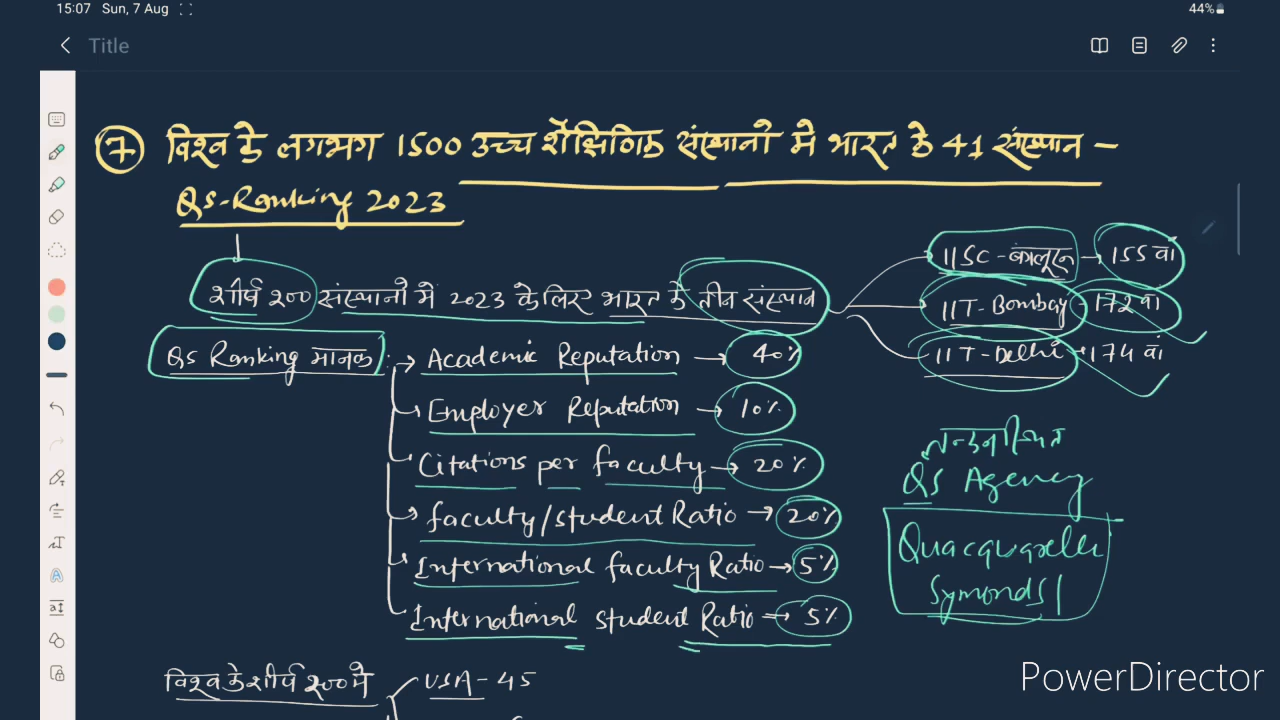 15:07 Sun, 7 Aug
44%
Title
7 विश्व के लगभग 1500 उच्च शैक्षिणिक संस्थानो मे भारत के 41 संस्थान –
Qs-Ranking 2023
शीर्ष 200 संस्थानो मे 2023 के लिए भारत के तीन संस्थान
IISC - बंगलूरू → 155 वां
IIT - Bombay → 172 वां
IIT - Delhi → 174 वां
Qs Ranking मानक : → Academic Reputation → 40%
→ Employer Reputation → 10%
→ Citations per faculty → 20%
→ faculty/student Ratio → 20%
→ International faculty Ratio → 5%
→ International student Ratio → 5%
QS Agency
Quacquarelli
Symonds
विश्व के शीर्ष 200 मे
USA - 45
PowerDirector